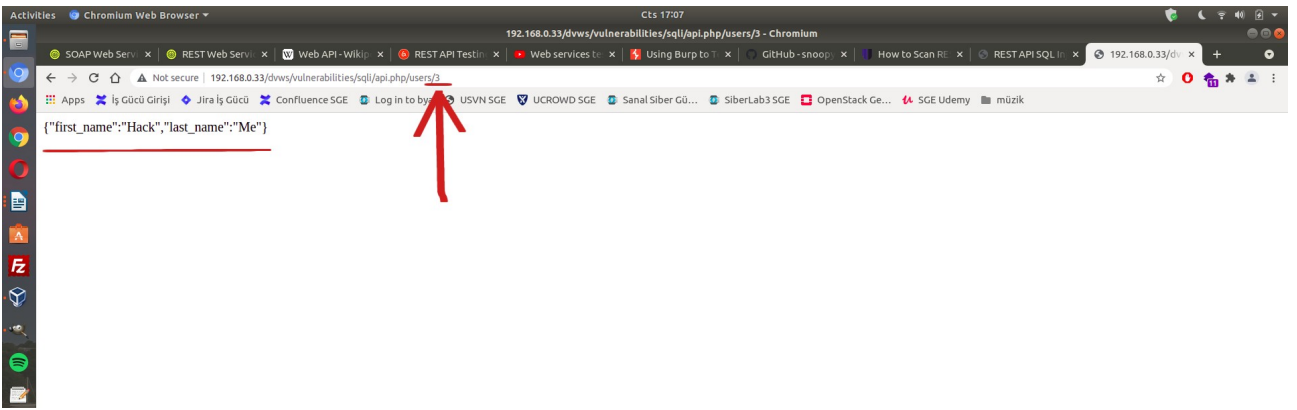 Activities Chromium Web Browser Cts 17:07
192.168.0.33/dvws/vulnerabilities/sqli/api.php/users/3 - Chromium
SOAP Web Servi REST Web Servic Web API - Wikip REST API Testin Web services te Using Burp to T GitHub - snoopy How to Scan RE REST API SQL In 192.168.0.33/dv
Not secure 192.168.0.33/dvws/vulnerabilities/sqli/api.php/users/3
Apps İş Gücü Girişi Jira İş Gücü Confluence SGE Log in to bya USVN SGE UCROWD SGE Sanal Siber Gü... SiberLab3 SGE OpenStack Ge... SGE Udemy müzik
{"first_name":"Hack","last_name":"Me"}